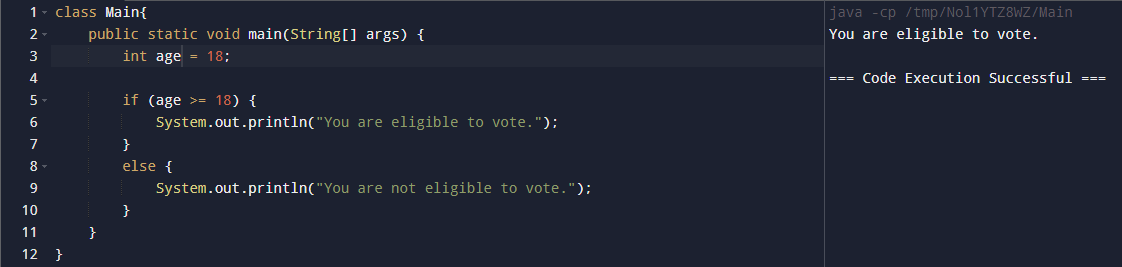 1 class Main{
2 public static void main(String[] args) {
3 int age = 18;
4
5 if (age >= 18) {
6 System.out.println("You are eligible to vote.");
7 }
8 else {
9 System.out.println("You are not eligible to vote.");
10 }
11 }
12 }
java -cp /tmp/Nol1YTZ8WZ/Main
You are eligible to vote.
=== Code Execution Successful ===